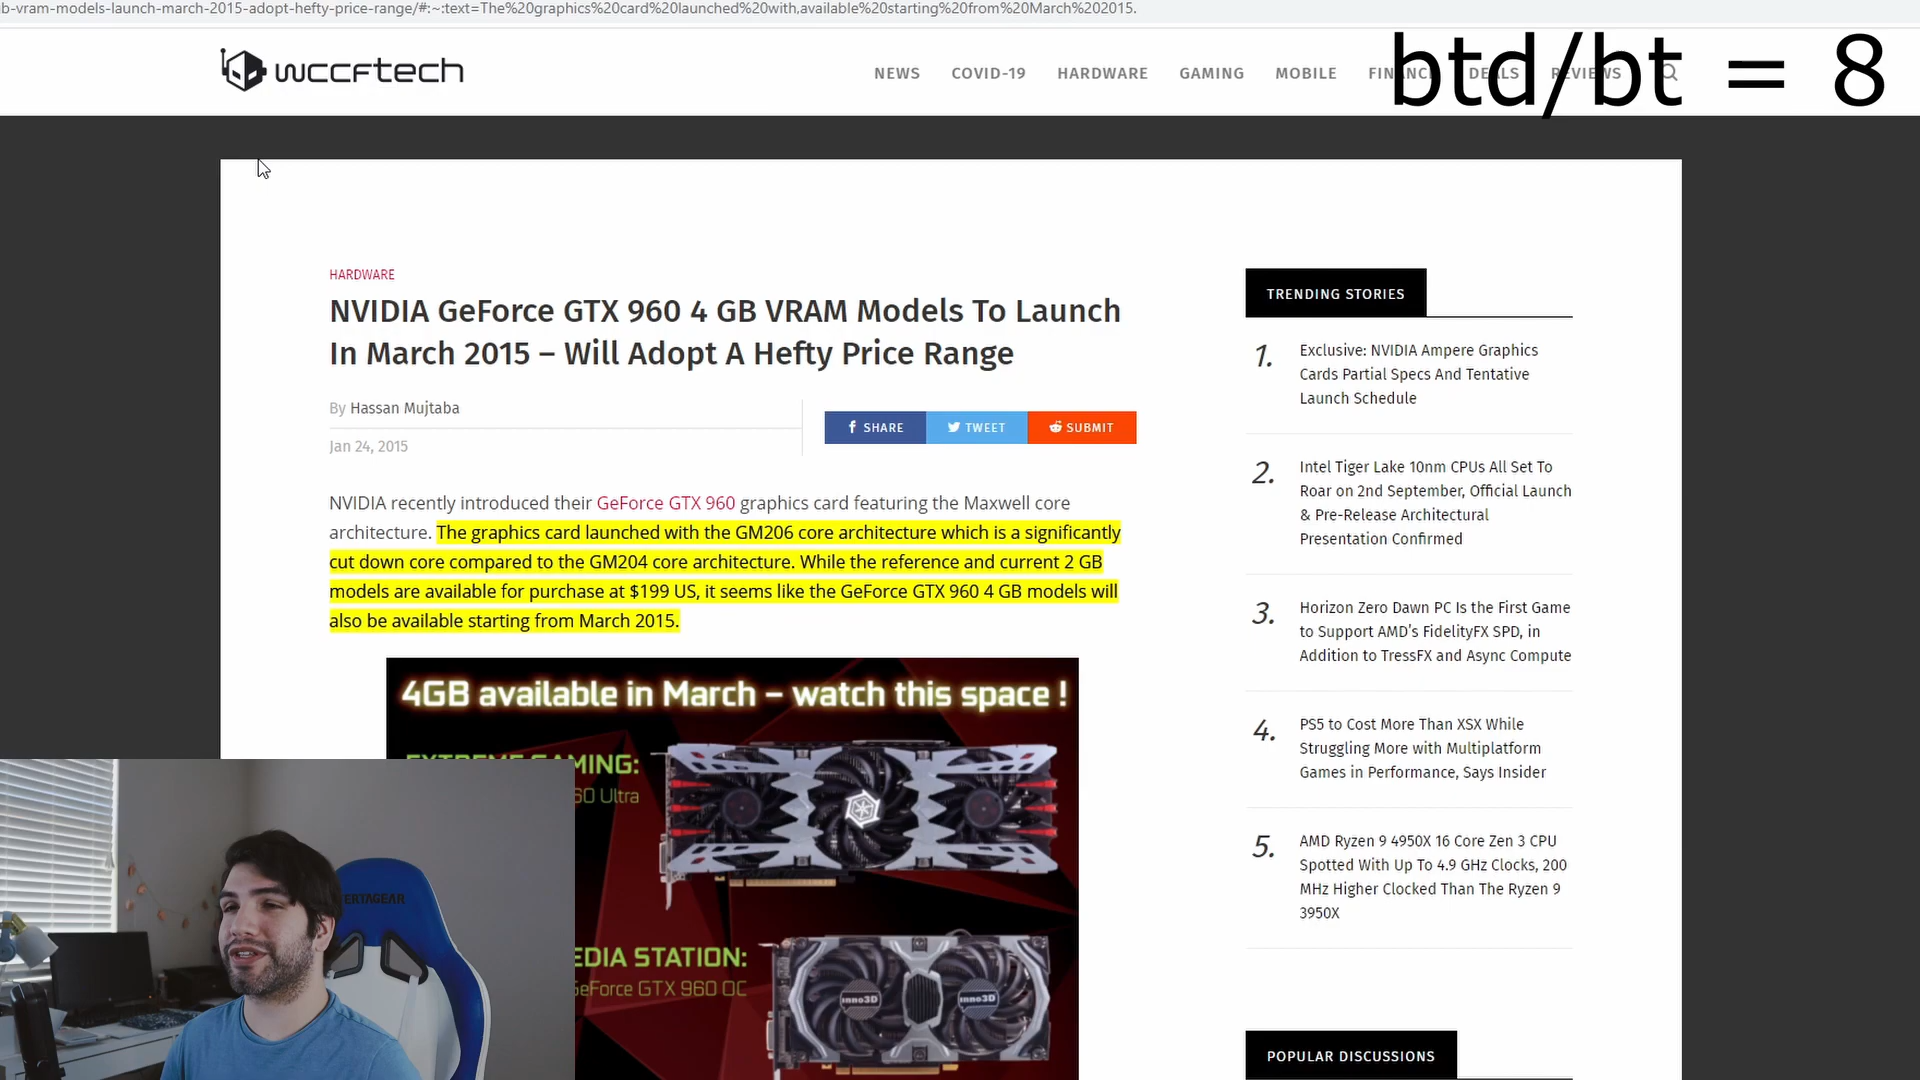 b-vram-models-launch-march-2015-adopt-hefty-price-range/#:~:text=The%20graphics%20card%20launched%20with,available%20starting%20from%20March%202015.
wccftech
NEWS COVID-19 HARDWARE GAMING MOBILE FINANCE DEALS REVIEWS
btd/bt = 8
HARDWARE
NVIDIA GeForce GTX 960 4 GB VRAM Models To Launch
In March 2015 – Will Adopt A Hefty Price Range
By Hassan Mujtaba
Jan 24, 2015
SHARE TWEET SUBMIT
NVIDIA recently introduced their GeForce GTX 960 graphics card featuring the Maxwell core
architecture. The graphics card launched with the GM206 core architecture which is a significantly
cut down core compared to the GM204 core architecture. While the reference and current 2 GB
models are available for purchase at $199 US, it seems like the GeForce GTX 960 4 GB models will
also be available starting from March 2015.
4GB available in March – watch this space !
EXTREME GAMING:
60 Ultra
EDIA STATION:
GeForce GTX 960 OC
inno3D inno3D
ERTAGEAR
TRENDING STORIES
1. Exclusive: NVIDIA Ampere Graphics
Cards Partial Specs And Tentative
Launch Schedule
2. Intel Tiger Lake 10nm CPUs All Set To
Roar on 2nd September, Official Launch
& Pre-Release Architectural
Presentation Confirmed
3. Horizon Zero Dawn PC Is the First Game
to Support AMD's FidelityFX SPD, in
Addition to TressFX and Async Compute
4. PS5 to Cost More Than XSX While
Struggling More with Multiplatform
Games in Performance, Says Insider
5. AMD Ryzen 9 4950X 16 Core Zen 3 CPU
Spotted With Up To 4.9 GHz Clocks, 200
MHz Higher Clocked Than The Ryzen 9
3950X
POPULAR DISCUSSIONS